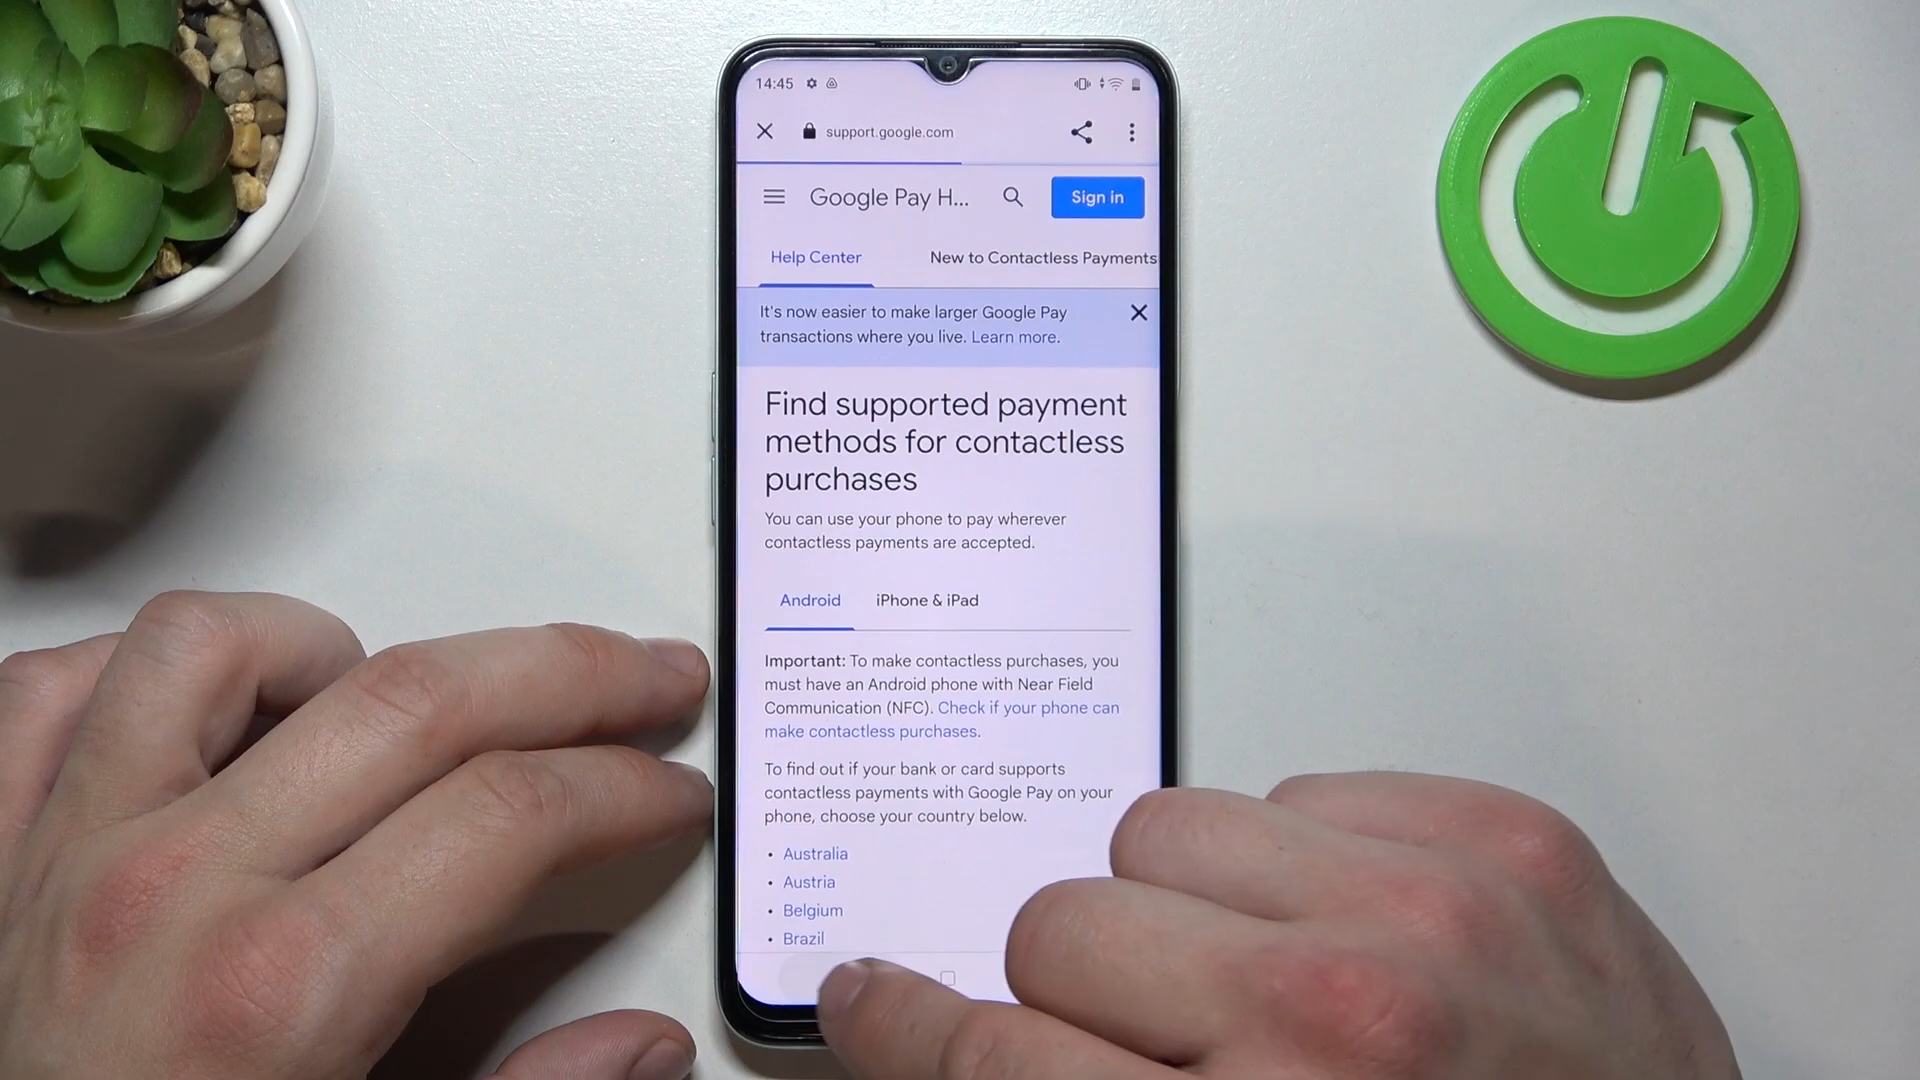 14:45
support.google.com
Google Pay H...
Sign in
Help Center
New to Contactless Payments
It's now easier to make larger Google Pay
transactions where you live. Learn more.
Find supported payment
methods for contactless
purchases
You can use your phone to pay wherever
contactless payments are accepted.
Android
iPhone & iPad
Important: To make contactless purchases, you
must have an Android phone with Near Field
Communication (NFC). Check if your phone can
make contactless purchases.
To find out if your bank or card supports
contactless payments with Google Pay on your
phone, choose your country below.
• Australia
• Austria
• Belgium
• Brazil